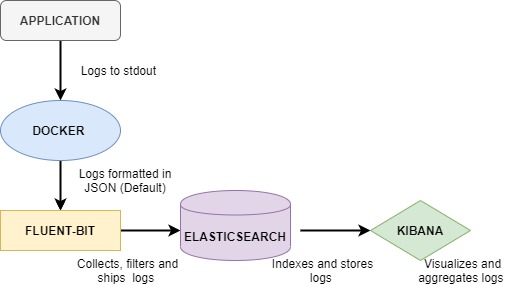 APPLICATION
Logs to stdout
DOCKER
Logs formatted in
JSON (Default)
FLUENT-BIT
ELASTICSEARCH
KIBANA
Collects, filters and
ships logs
Indexes and stores
logs
Visualizes and
aggregates logs